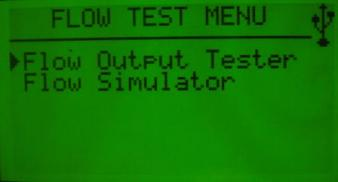 FLOW TEST MENU
Flow Output Tester
Flow Simulator